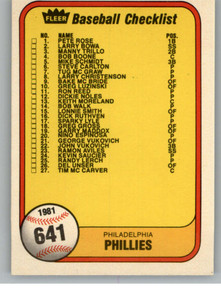 FLEER Baseball Checklist
NO. NAME POS.
1. PETE ROSE 1B
2. LARRY BOWA SS
3. MANNY TRILLO 2B
4. BOB BOONE C
5. MIKE SCHMIDT 3B
6. STEVE CARLTON P
7. TUG MC GRAW P
8. LARRY CHRISTENSON P
9. BAKE MC BRIDE OF
10. GREG LUZINSKI OF
11. RON REED P
12. DICKIE NOLES P
13. KEITH MORELAND C
14. BOB WALK P
15. LONNIE SMITH OF
16. DICK RUTHVEN P
17. SPARKY LYLE P
18. GREG GROSS OF
19. GARRY MADDOX OF
20. NINO ESPINOSA P
21. GEORGE VUKOVICH OF
22. JOHN VUKOVICH 3B
23. RAMON AVILES SS
24. KEVIN SAUCIER P
25. RANDY LERCH P
26. DEL UNSER OF
27. TIM MC CARVER C
1981
641
PHILADELPHIA
PHILLIES